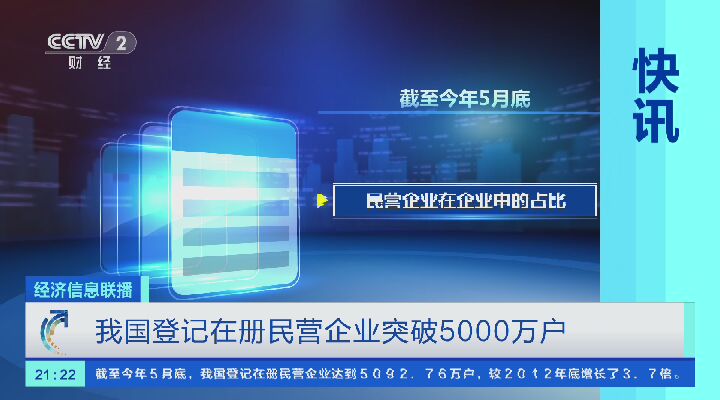 CCTV 2
财经
快讯
截至今年5月底
民营企业在企业中的占比
经济信息联播
我国登记在册民营企业突破5000万户
21:22 截至今年5月底，我国登记在册民营企业达到5092.76万户，较2012年底增长了3.7倍。